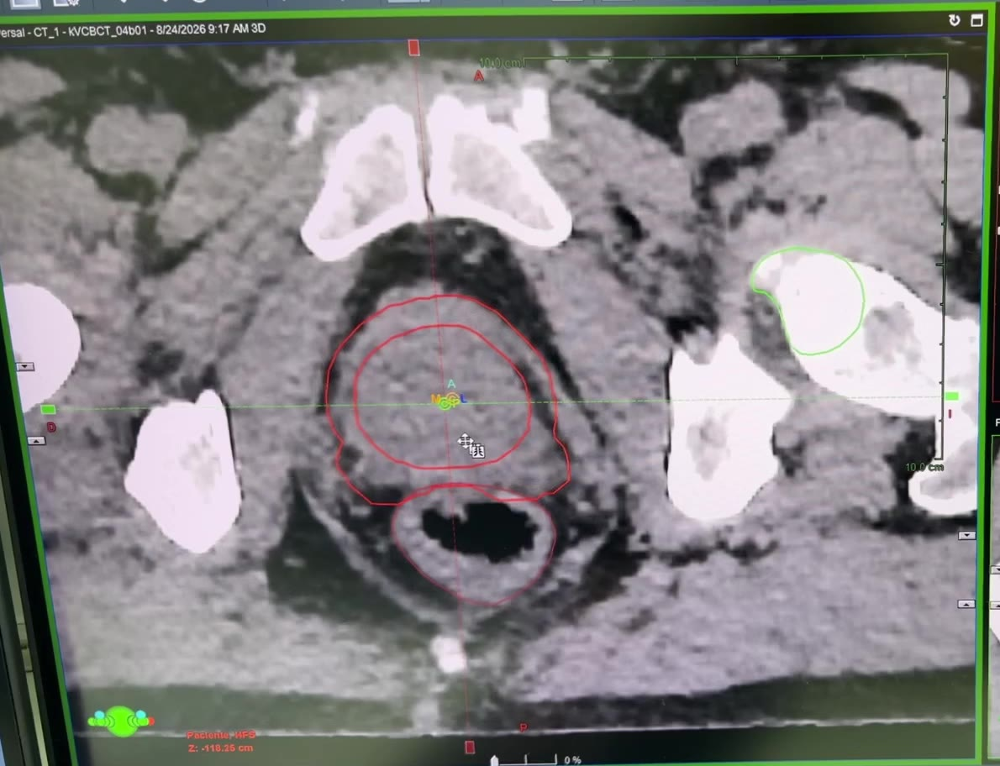 ersal - CT_1 - kVCBCT_04b01 - 8/24/2026 9:17 AM 3D
10.0 cm
A
A
L
D
I
10.0 cm
P
Paciente, HFS
Z: -118.25 cm
0 %